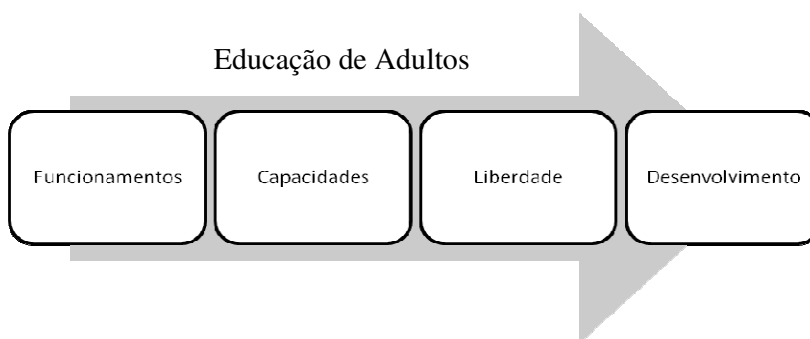 Educação de Adultos
Funcionamentos
Capacidades
Liberdade
Desenvolvimento